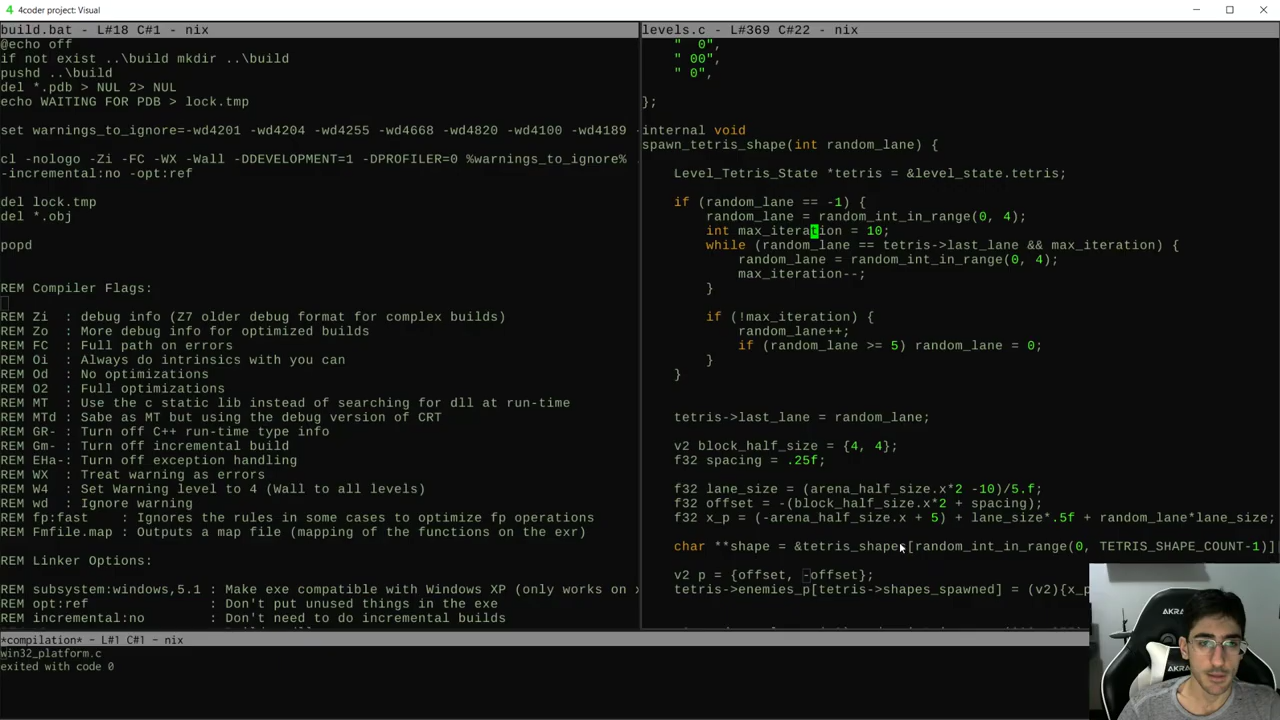 4coder project: Visual
build.bat - L#18 C#1 - nix
@echo off
if not exist ..\build mkdir ..\build
pushd ..\build
del *.pdb > NUL 2> NUL
echo WAITING FOR PDB > lock.tmp
set warnings_to_ignore=-wd4201 -wd4204 -wd4255 -wd4668 -wd4820 -wd4100 -wd4189 -
cl -nologo -Zi -FC -WX -Wall -DDEVELOPMENT=1 -DPROFILER=0 %warnings_to_ignore% .
-incremental:no -opt:ref
del lock.tmp
del *.obj
popd
REM Compiler Flags:
REM Zi  : debug info (Z7 older debug format for complex builds)
REM Zo  : More debug info for optimized builds
REM FC  : Full path on errors
REM Oi  : Always do intrinsics with you can
REM Od  : No optimizations
REM O2  : Full optimizations
REM MT  : Use the c static lib instead of searching for dll at run-time
REM MTd : Sabe as MT but using the debug version of CRT
REM GR- : Turn off C++ run-time type info
REM Gm- : Turn off incremental build
REM EHa-: Turn off exception handling
REM WX  : Treat warning as errors
REM W4  : Set Warning level to 4 (Wall to all levels)
REM wd  : Ignore warning
REM fp:fast    : Ignores the rules in some cases to optimize fp operations
REM Fmfile.map : Outputs a map file (mapping of the functions on the exr)
REM Linker Options:
REM subsystem:windows,5.1 : Make exe compatible with Windows XP (only works on x
REM opt:ref               : Don't put unused things in the exe
REM incremental:no        : Don't need to do incremental builds
levels.c - L#369 C#22 - nix
"  0",
" 00",
" 0",
};
internal void
spawn_tetris_shape(int random_lane) {
Level_Tetris_State *tetris = &level_state.tetris;
if (random_lane == -1) {
random_lane = random_int_in_range(0, 4);
int max_iteration = 10;
while (random_lane == tetris->last_lane && max_iteration) {
random_lane = random_int_in_range(0, 4);
max_iteration--;
}
if (!max_iteration) {
random_lane++;
if (random_lane >= 5) random_lane = 0;
}
}
tetris->last_lane = random_lane;
v2 block_half_size = {4, 4};
f32 spacing = .25f;
f32 lane_size = (arena_half_size.x*2 -10)/5.f;
f32 offset = -(block_half_size.x*2 + spacing);
f32 x_p = (-arena_half_size.x + 5) + lane_size*.5f + random_lane*lane_size;
char **shape = &tetris_shapes[random_int_in_range(0, TETRIS_SHAPE_COUNT-1)]
v2 p = {offset, -offset};
tetris->enemies_p[tetris->shapes_spawned] = (v2){x_p
*compilation* - L#1 C#1 - nix
win32_platform.c
exited with code 0
AKRA
AKRA